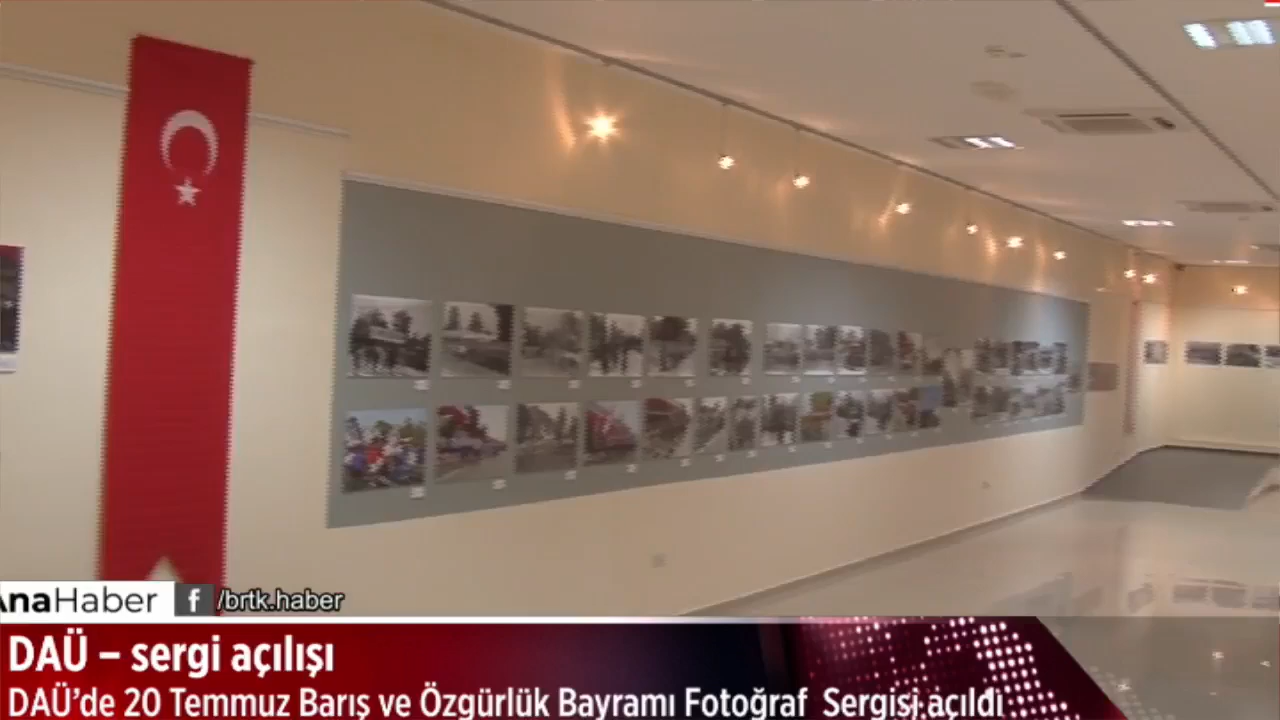 AnaHaber
f /brtk.haber
DAÜ – sergi açılışı
DAÜ'de 20 Temmuz Barış ve Özgürlük Bayramı Fotoğraf Sergisi açıldı